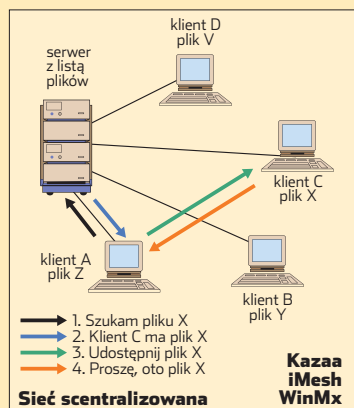 klient D
plik V
serwer
z listą
plików
klient C
plik X
klient A
plik Z
klient B
plik Y
1. Szukam pliku X
2. Klient C ma plik X
3. Udostępnij plik X
4. Proszę, oto plik X
Sieć scentralizowana
Kazaa
iMesh
WinMx